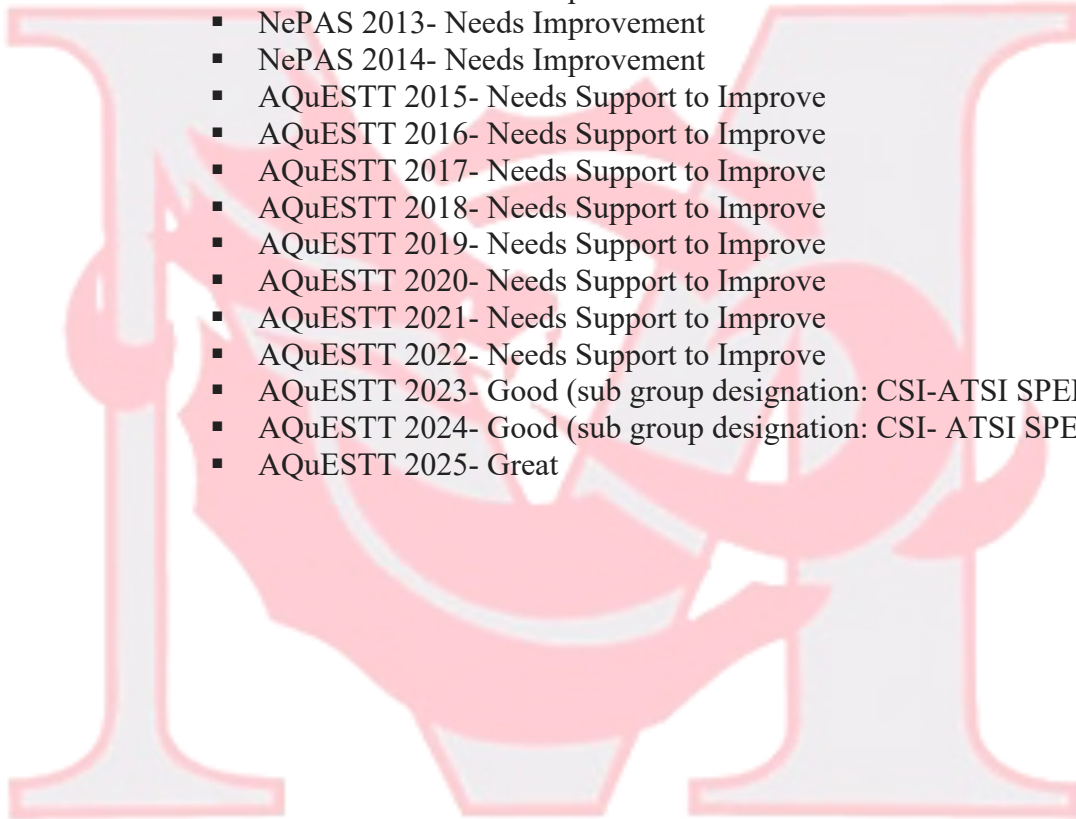 ▪ NePAS 2013- Needs Improvement
▪ NePAS 2014- Needs Improvement
▪ AQuESTT 2015- Needs Support to Improve
▪ AQuESTT 2016- Needs Support to Improve
▪ AQuESTT 2017- Needs Support to Improve
▪ AQuESTT 2018- Needs Support to Improve
▪ AQuESTT 2019- Needs Support to Improve
▪ AQuESTT 2020- Needs Support to Improve
▪ AQuESTT 2021- Needs Support to Improve
▪ AQuESTT 2022- Needs Support to Improve
▪ AQuESTT 2023- Good (sub group designation: CSI-ATSI
▪ AQuESTT 2024- Good (sub group designation: CSI- ATSI
▪ AQuESTT 2025- Great